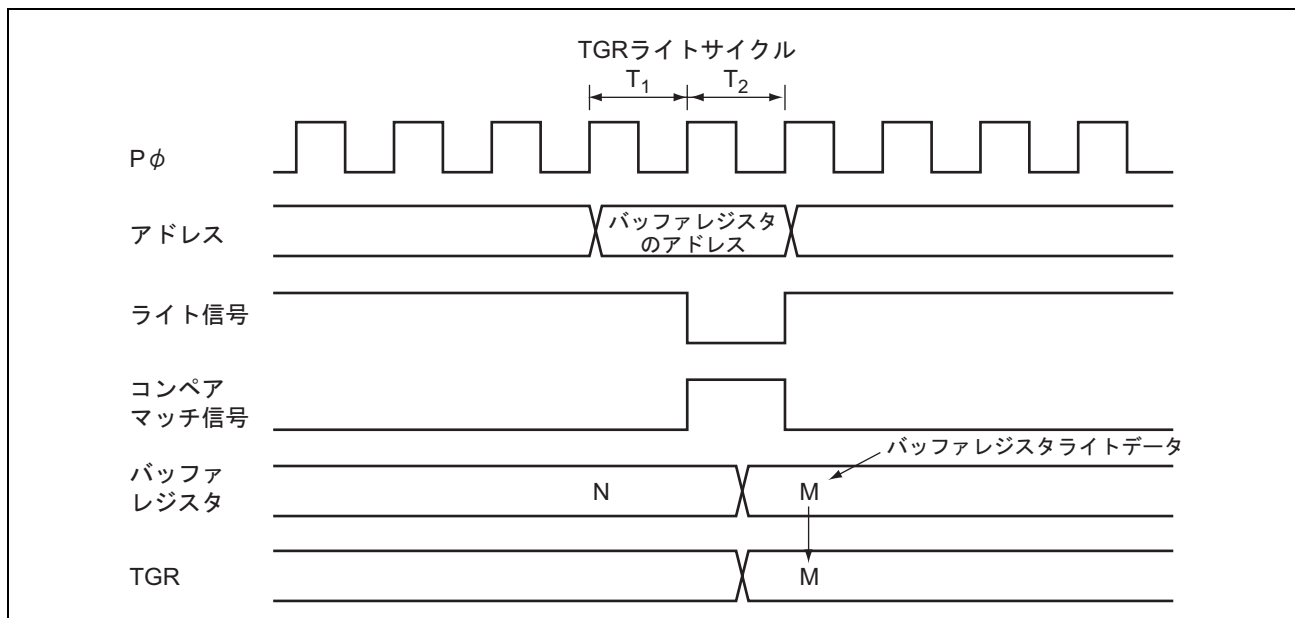 TGRライトサイクル
T1 T2
Pφ
アドレス
バッファレジスタ
のアドレス
ライト信号
コンペア
マッチ信号
バッファレジスタライトデータ
バッファ
レジスタ
N M
TGR
M